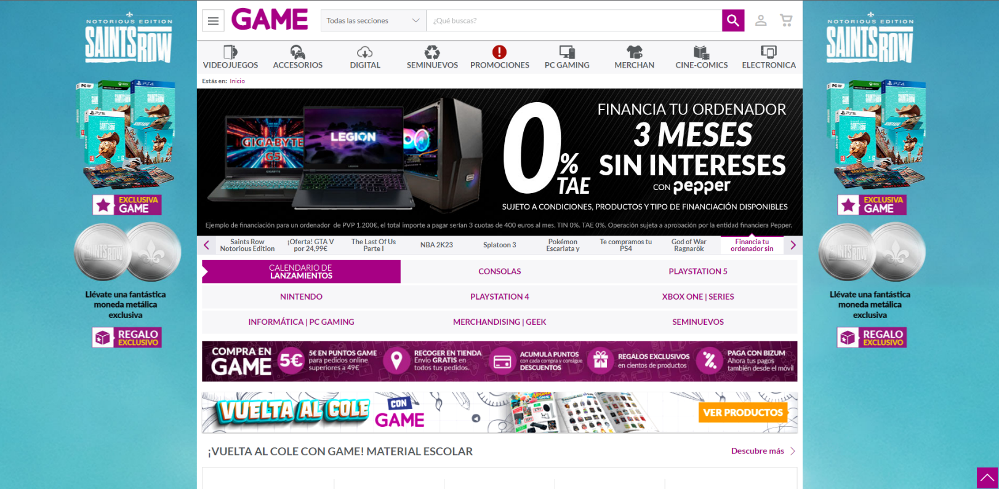 NOTORIOUS EDITION
SAINTS ROW
EXCLUSIVA
GAME
Llévate una fantástica
moneda metálica
exclusiva
REGALO
EXCLUSIVO
GAME
Todas las secciones
¿Qué buscas?
VIDEOJUEGOS ACCESORIOS DIGITAL SEMINUEVOS PROMOCIONES PC GAMING MERCHAN CINE-COMICS ELECTRONICA
Estás en: Inicio
GIGABYTE
G5
LEGION
0% TAE
FINANCIA TU ORDENADOR
3 MESES
SIN INTERESES
CON pepper
SUJETO A CONDICIONES, PRODUCTOS Y TIPO DE FINANCIACIÓN DISPONIBLES
Ejemplo de financiación para un ordenador de PVP 1.200€, el total importe a pagar serían 3 cuotas de 400 euros al mes. TIN 0%. TAE 0%. Operación sujeta a aprobación por la entidad financiera Pepper.
Saints Row
Notorious Edition
¡Oferta! GTA V
por 24,99€
The Last Of Us
Parte I
NBA 2K23
Splatoon 3
Pokémon
Escarlata y
Te compramos tu
PS4
God of War
Ragnarök
Financia tu
ordenador sin
CALENDARIO DE
LANZAMIENTOS
CONSOLAS
PLAYSTATION 5
NINTENDO
PLAYSTATION 4
XBOX ONE | SERIES
INFORMÁTICA | PC GAMING
MERCHANDISING | GEEK
SEMINUEVOS
COMPRA EN
GAME
5€
5€ EN PUNTOS GAME
para pedidos online
superiores a 49€
RECOGER EN TIENDA
Envío GRATIS en
todos tus pedidos.
ACUMULA PUNTOS
con cada compra y consigue
DESCUENTOS
REGALOS EXCLUSIVOS
en cientos de productos
PAGA CON BIZUM
Ahora tus pagos
también desde el móvil
VUELTA AL COLE
CON
GAME
VER PRODUCTOS
¡VUELTA AL COLE CON GAME! MATERIAL ESCOLAR
Descubre más
NOTORIOUS EDITION
SAINTS ROW
EXCLUSIVA
GAME
Llévate una fantástica
moneda metálica
exclusiva
REGALO
EXCLUSIVO